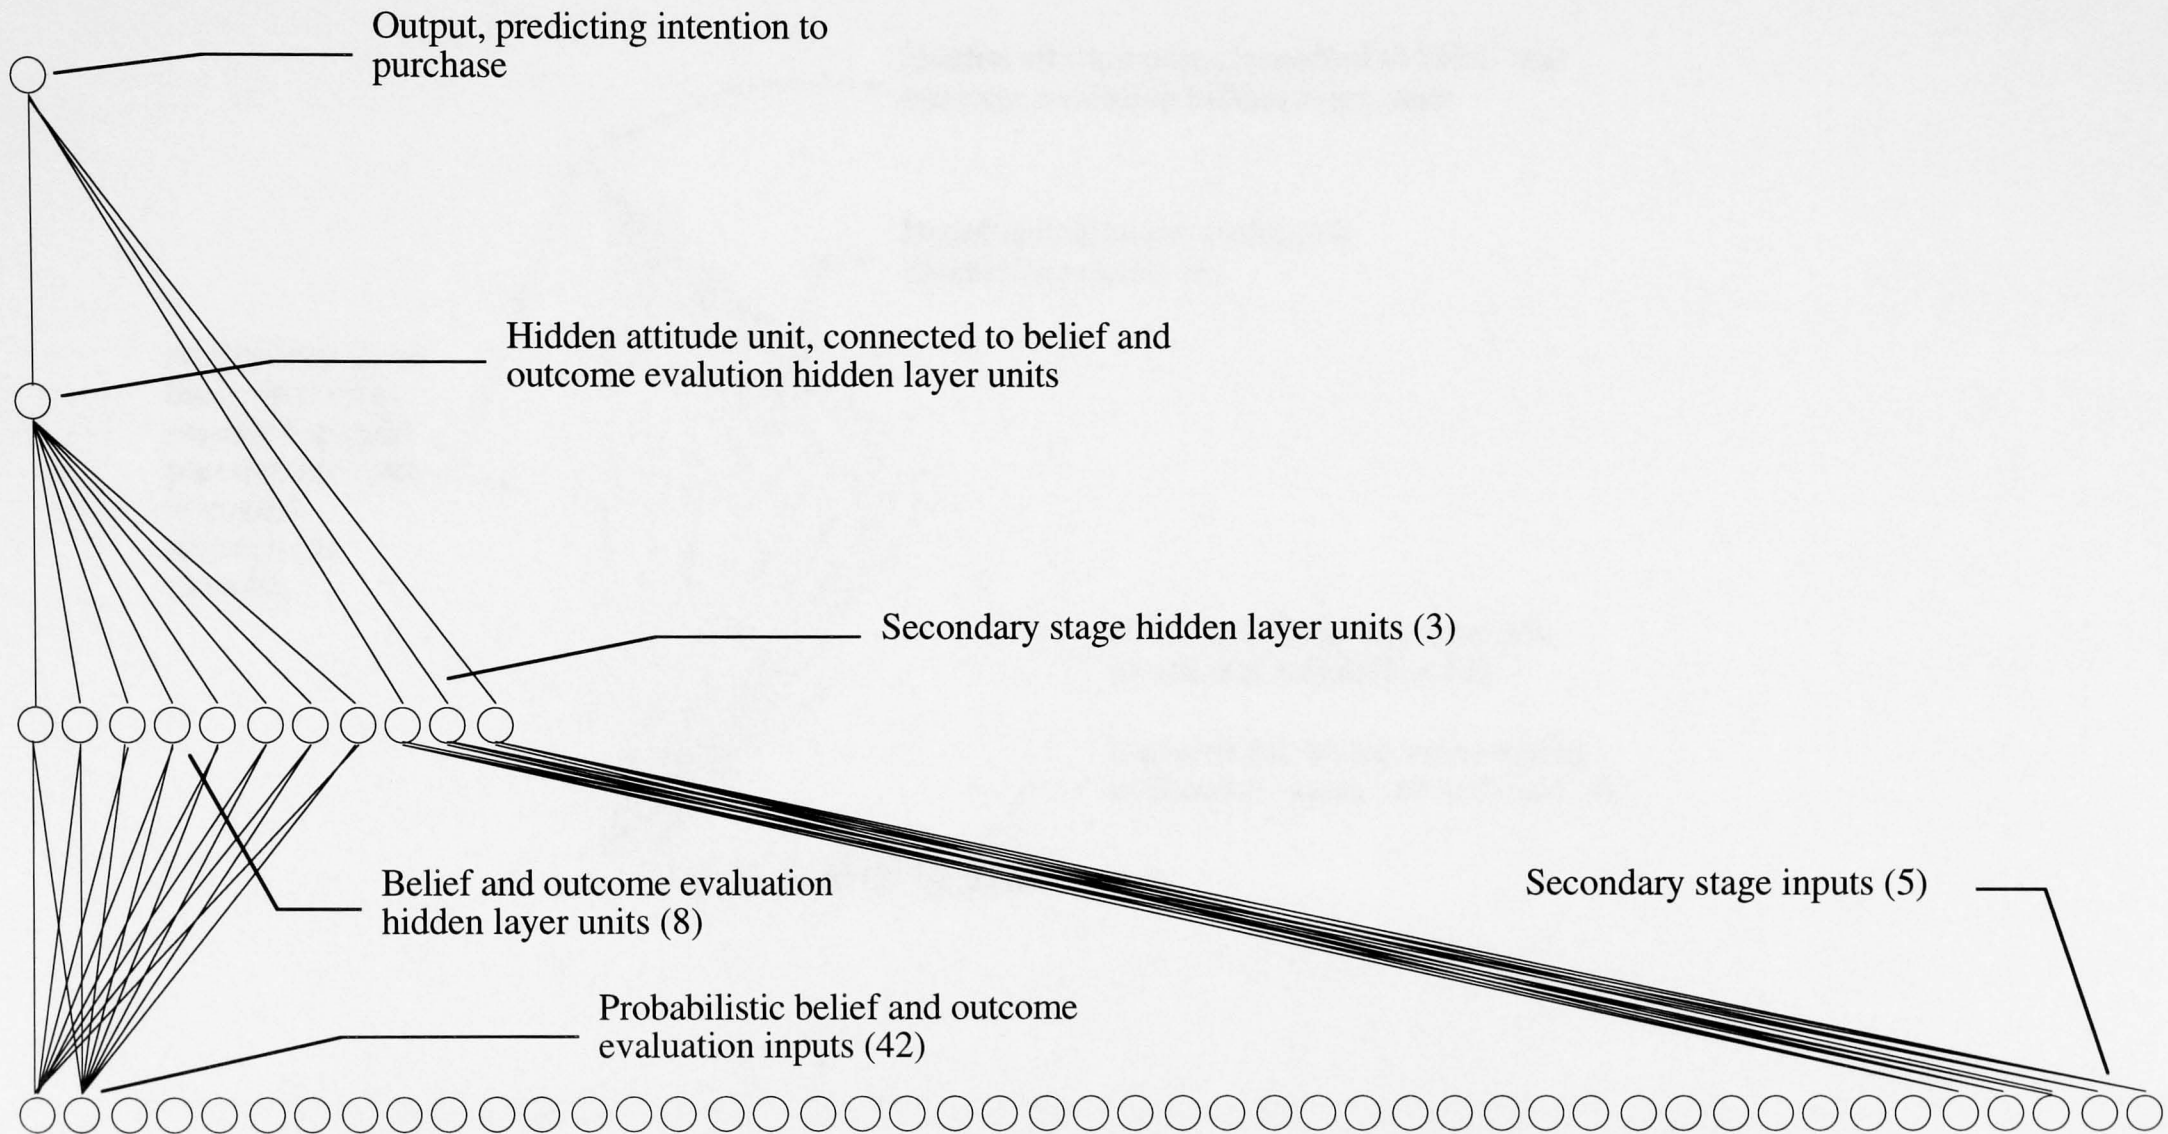 Output, predicting intention to
purchase
Hidden attitude unit, connected to belief and
outcome evalution hidden layer units
Secondary stage hidden layer units (3)
Belief and outcome evaluation
hidden layer units (8)
Secondary stage inputs (5)
Probabilistic belief and outcome
evaluation inputs (42)